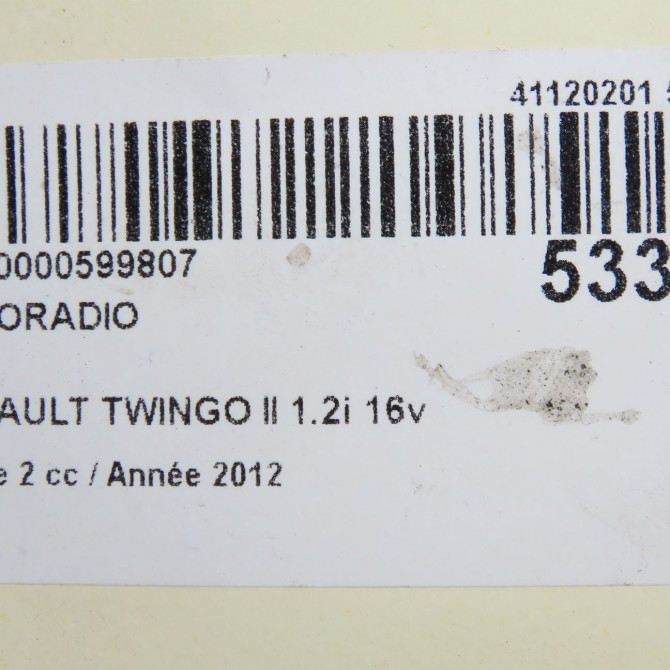 41120201
0000599807
533
ORADIO
AULT TWINGO II 1.2i 16v
e 2 cc / Année 2012